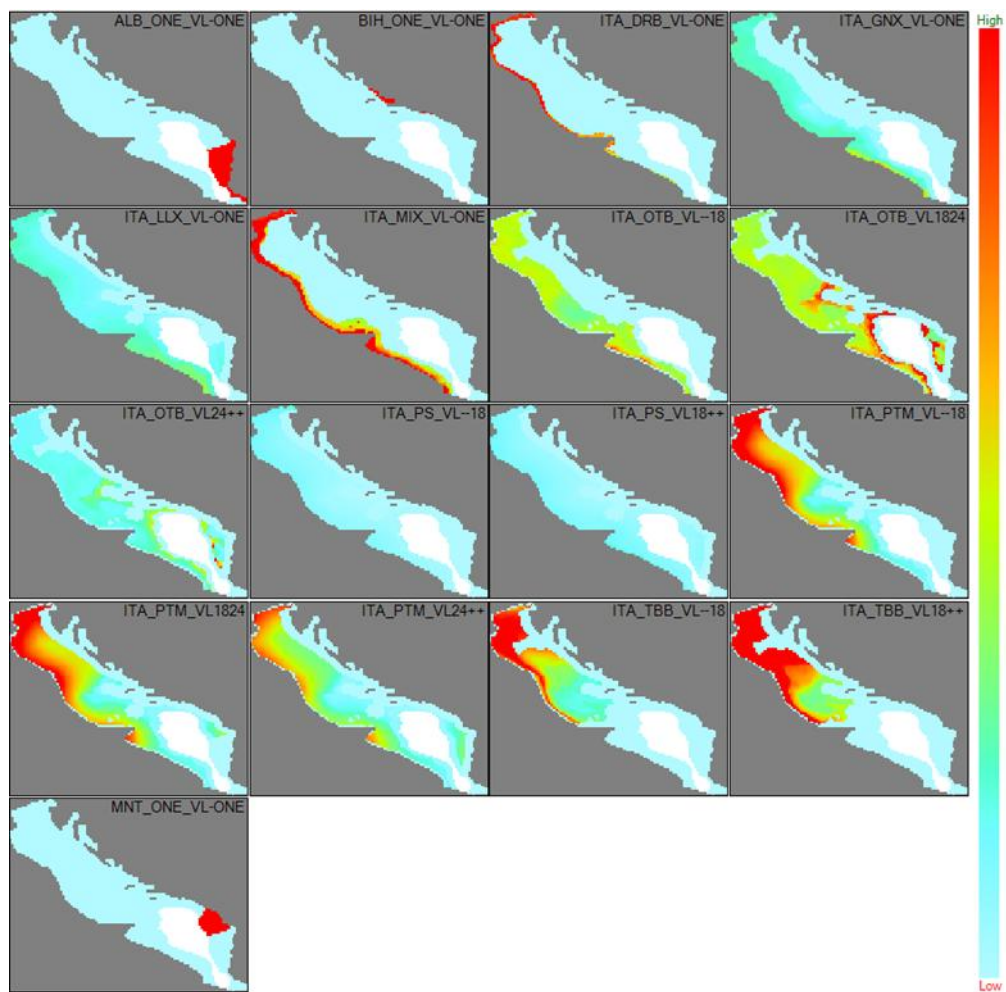 ALB_ONE_VL-ONE
BIH_ONE_VL-ONE
ITA_DRB_VL-ONE
ITA_GNX_VL-ONE
High
ITA_LLX_VL-ONE
ITA_MIX_VL-ONE
ITA_OTB_VL--18
ITA_OTB_VL1824
ITA_OTB_VL24++
ITA_PS_VL--18
ITA_PS_VL18++
ITA_PTM_VL--18
ITA_PTM_VL1824
ITA_PTM_VL24++
ITA_TBB_VL--18
ITA_TBB_VL18++
MNT_ONE_VL-ONE
Low